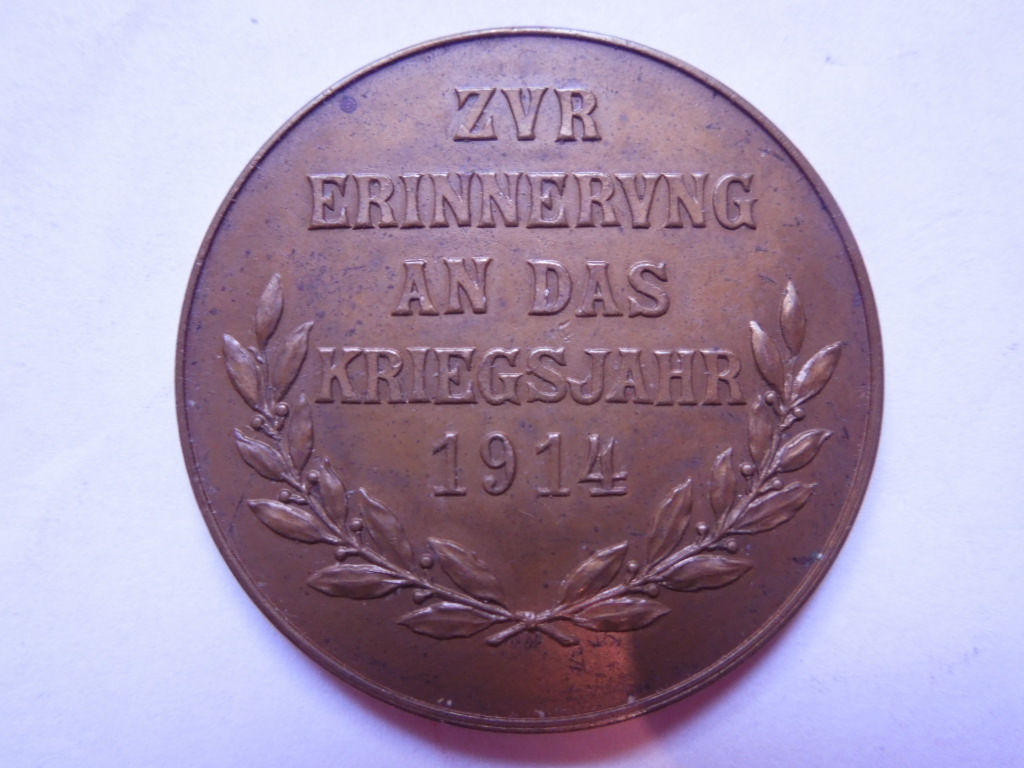 ZVR
ERINNERVNG
AN DAS
KRIEGSJAHR
1914